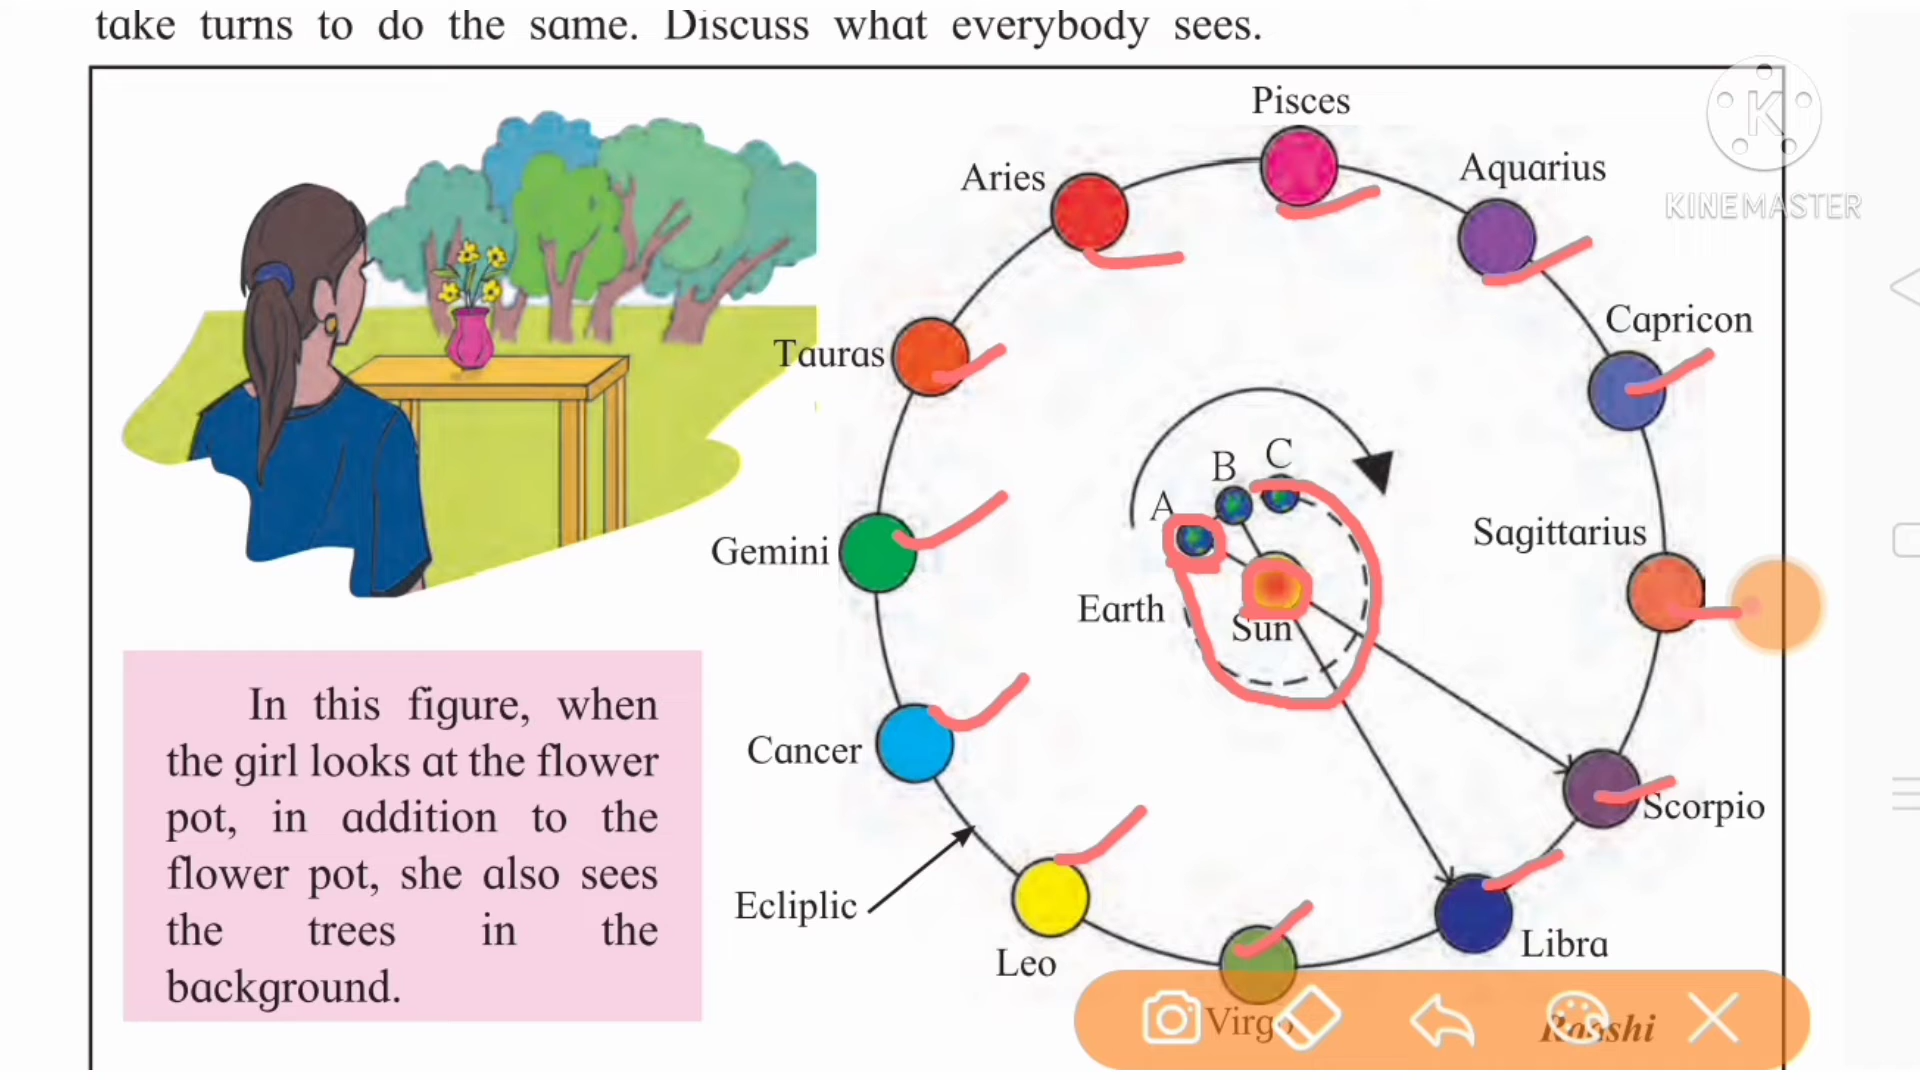 take turns to do the same. Discuss what everybody sees.
Pisces
Aries
Aquarius
KINEMASTER
Capricon
Tauras
B
C
A
Sagittarius
Gemini
Earth
Sun
In this figure, when
the girl looks at the flower
pot, in addition to the
flower pot, she also sees
the trees in the
background.
Cancer
Scorpio
Ecliplic
Libra
Leo
Virgo
Raashi